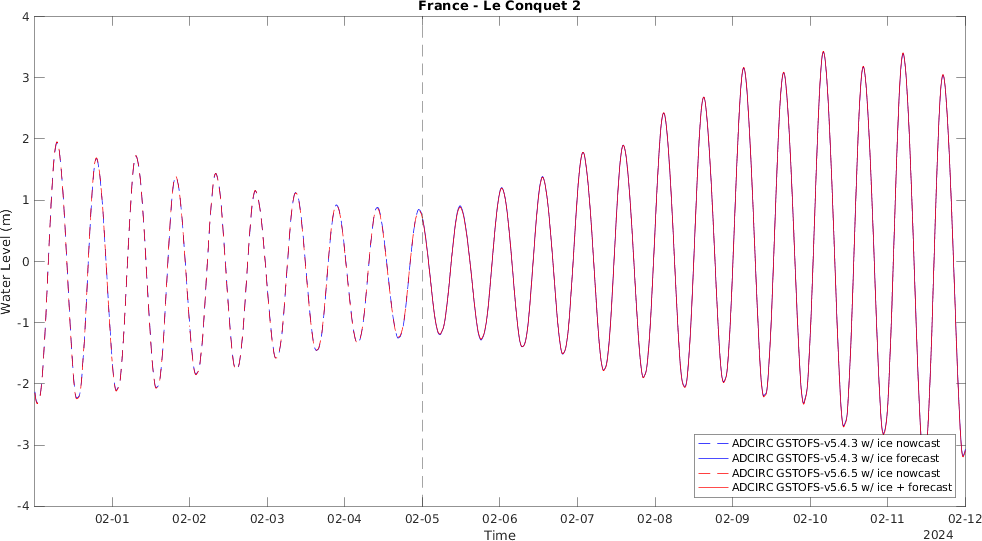 France - Le Conquet 2
4
3
2
1
0
-1
-2
-3
-4
Water Level (m)
ADCIRC GSTOFS-v5.4.3 w/ ice nowcast
ADCIRC GSTOFS-v5.4.3 w/ ice forecast
ADCIRC GSTOFS-v5.6.5 w/ ice nowcast
ADCIRC GSTOFS-v5.6.5 w/ ice + forecast
02-01 02-02 02-03 02-04 02-05 02-06 02-07 02-08 02-09 02-10 02-11 02-12
Time
2024